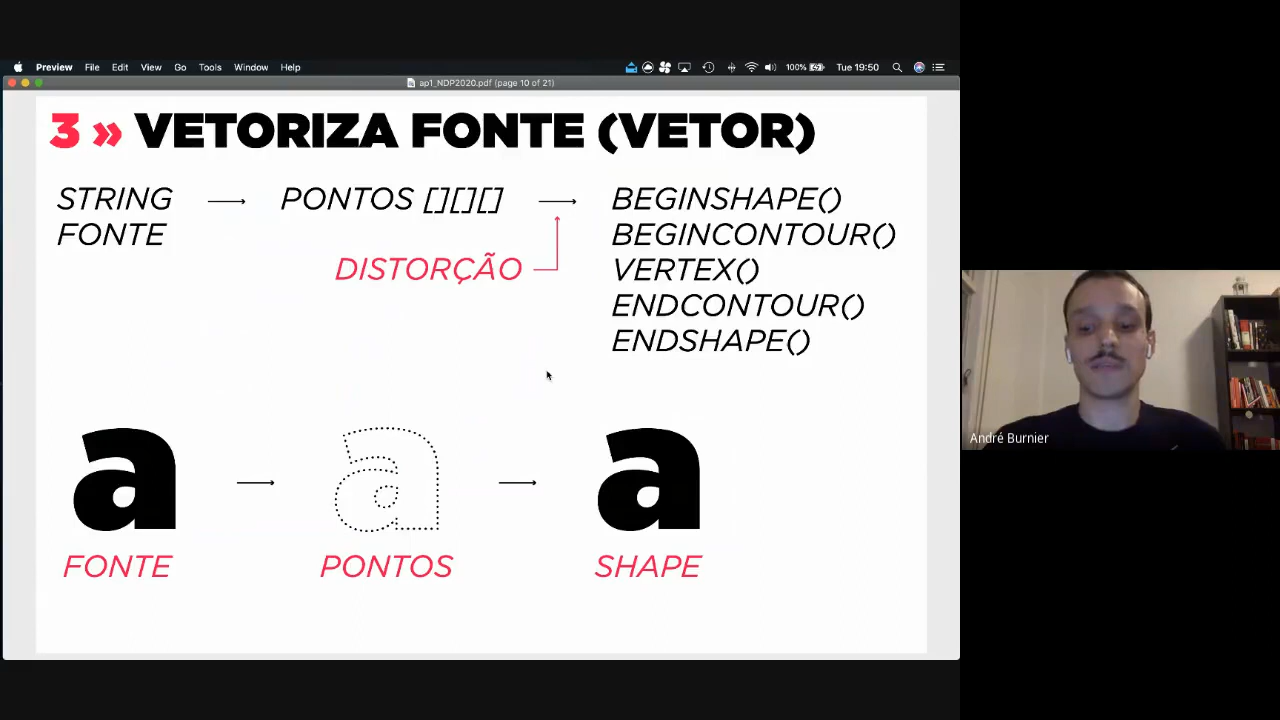 Preview File Edit View Go Tools Window Help 100% Tue 19:50
ap1_NDP2020.pdf (page 10 of 21)
3 » VETORIZA FONTE (VETOR)
STRING → PONTOS [][][] → BEGINSHAPE()
FONTE BEGINCONTOUR()
DISTORÇÃO VERTEX()
ENDCONTOUR()
ENDSHAPE()
a → a → a
FONTE PONTOS SHAPE
André Burnier